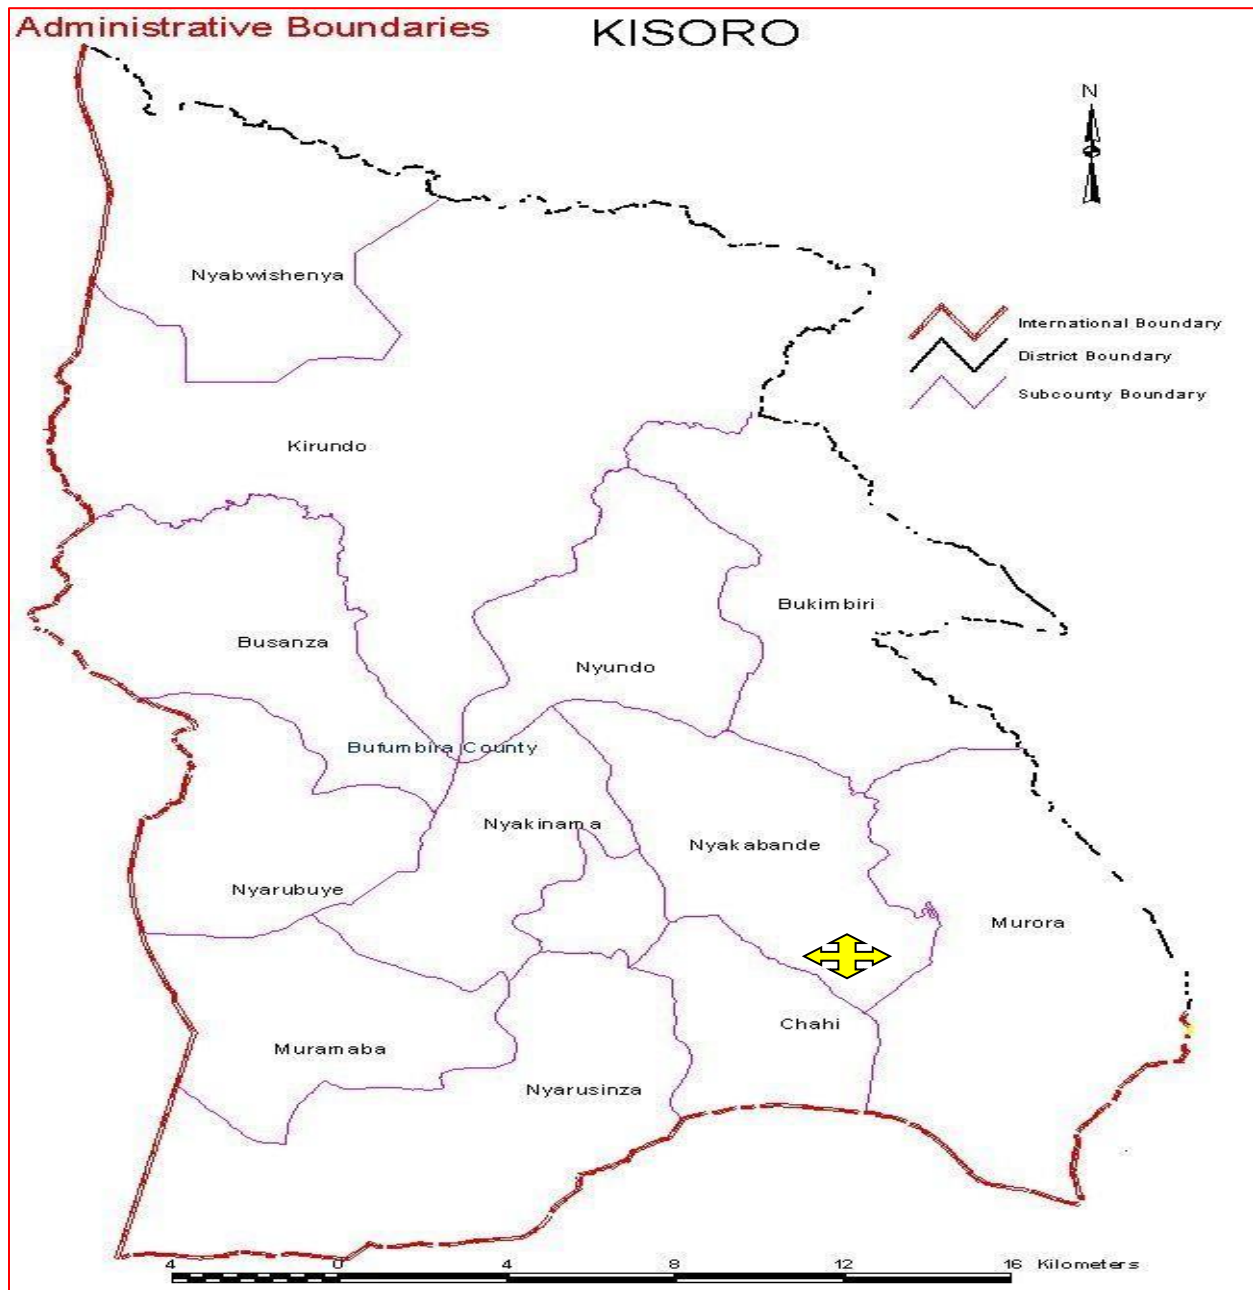 Administrative Boundaries
KISORO
N
Nyabwishenya
International Boundary
District Boundary
Subcounty Boundary
Kirundo
Bukimbiri
Busanza
Nyundo
Bufumbira County
Nyakinama
Nyakabande
Nyarubuye
Murora
Chahi
Muramaba
Nyarusinza
4 0 4 8 12 16 Kilometers